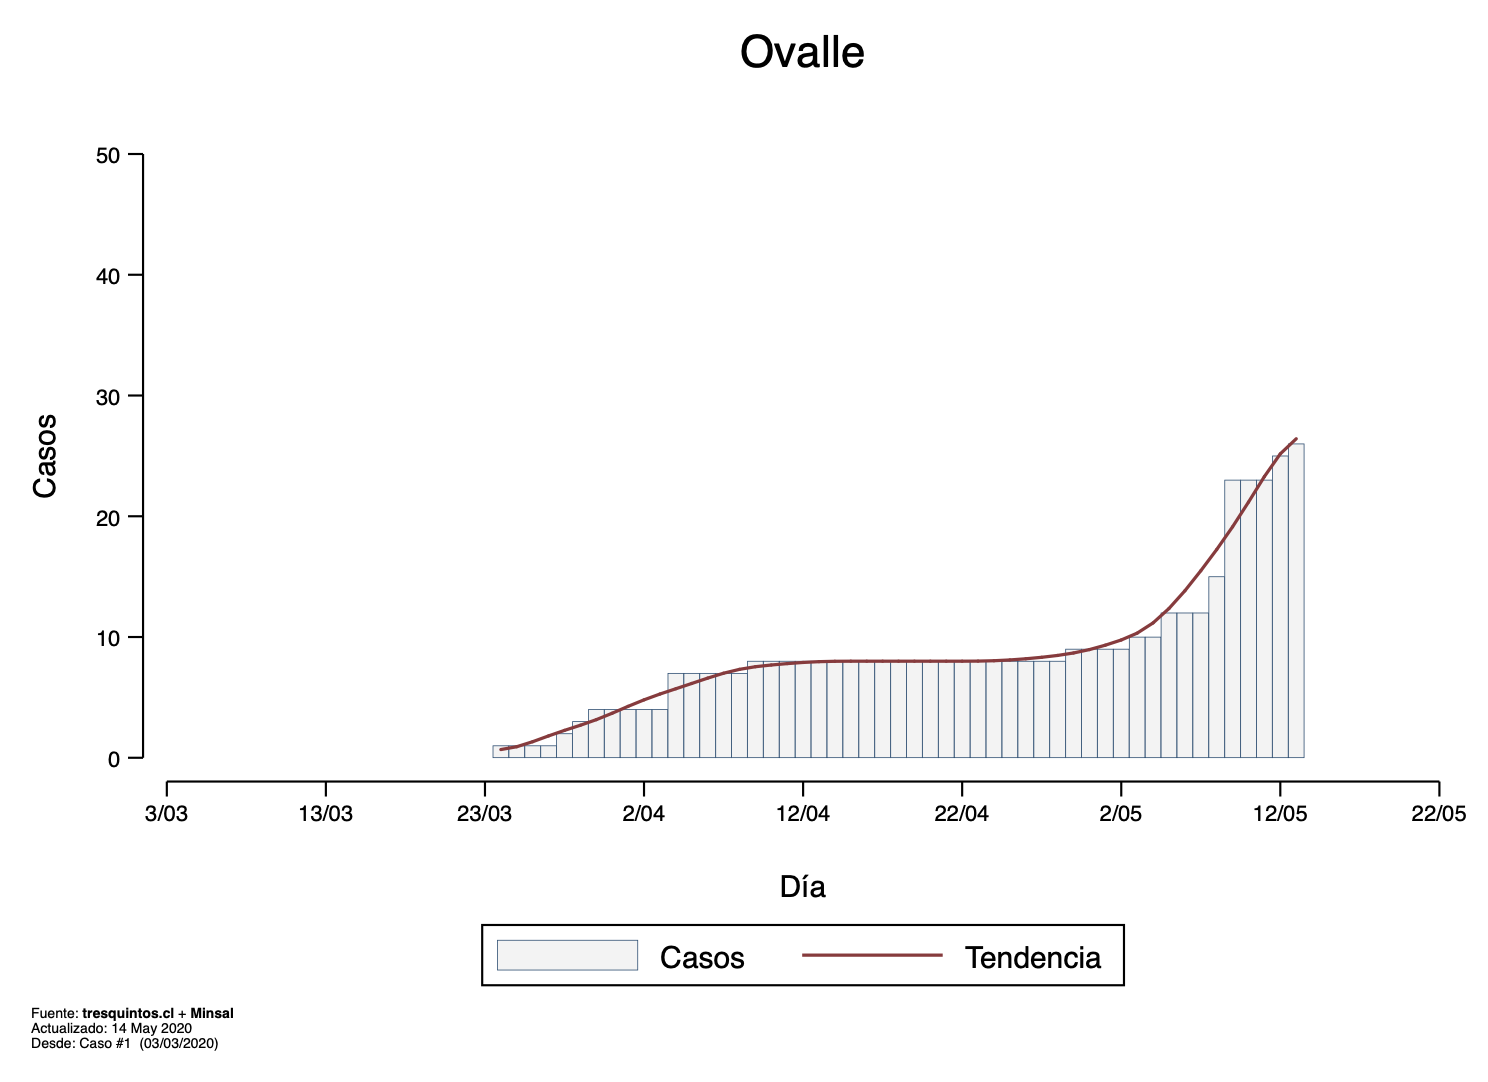 Ovalle
50
40
30
20
10
0
Casos
3/03 13/03 23/03 2/04 12/04 22/04 2/05 12/05 22/05
Día
Casos Tendencia
Fuente: tresquintos.cl + Minsal
Actualizado: 14 May 2020
Desde: Caso #1 (03/03/2020)